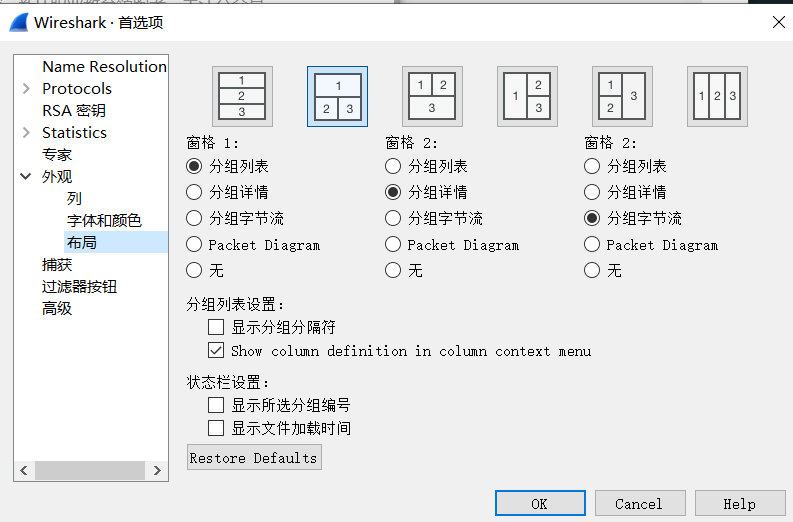 Wireshark · 首选项
Name Resolution
Protocols
RSA 密钥
Statistics
专家
外观
列
字体和颜色
布局
捕获
过滤器按钮
高级
1 2 3
1 2 3
1 2 3
1 2 3
1 2 3
1 2 3
窗格 1: 窗格 2: 窗格 2:
分组列表 分组列表 分组列表
分组详情 分组详情 分组详情
分组字节流 分组字节流 分组字节流
Packet Diagram Packet Diagram Packet Diagram
无 无 无
分组列表设置:
显示分组分隔符
Show column definition in column context menu
状态栏设置:
显示所选分组编号
显示文件加载时间
Restore Defaults
OK Cancel Help